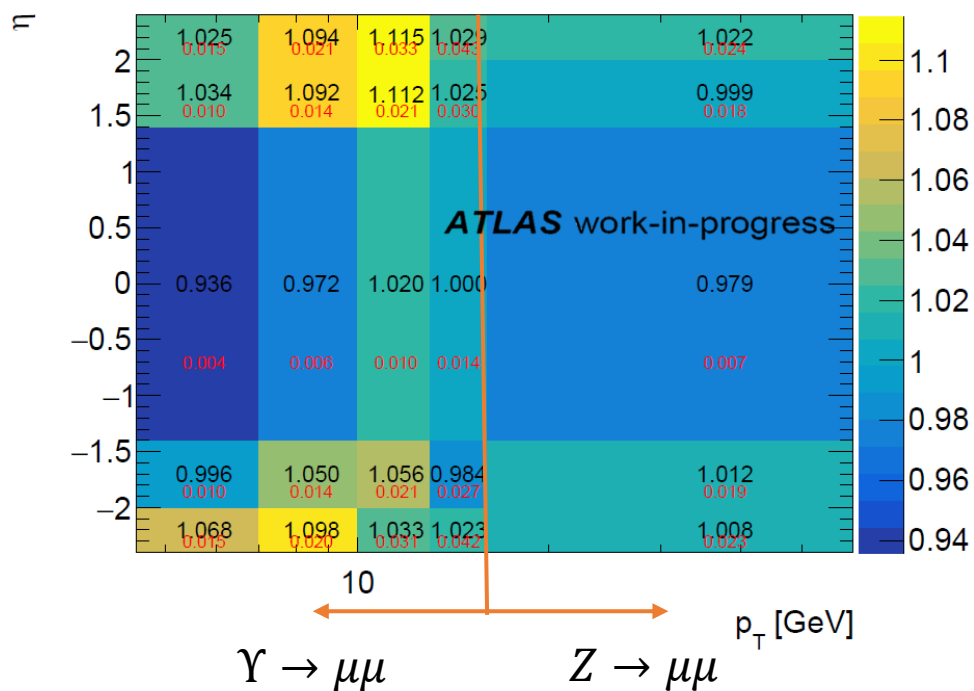 η
1.025 1.094 1.115 1.029 1.022
0.015 0.021 0.033 0.043 0.024
2
1.034 1.092 1.112 1.025 0.999
0.010 0.014 0.021 0.030 0.018
1.5
1
0.5
ATLAS work-in-progress
0
0.936 0.972 1.020 1.000 0.979
−0.5
0.004 0.006 0.010 0.014 0.007
−1
−1.5
0.996 1.050 1.056 0.984 1.012
0.010 0.014 0.021 0.027 0.019
−2
1.068 1.098 1.033 1.023 1.008
0.015 0.020 0.031 0.042 0.023
1.1
1.08
1.06
1.04
1.02
1
0.98
0.96
0.94
10
p_T [GeV]
ϒ → μμ
Z → μμ